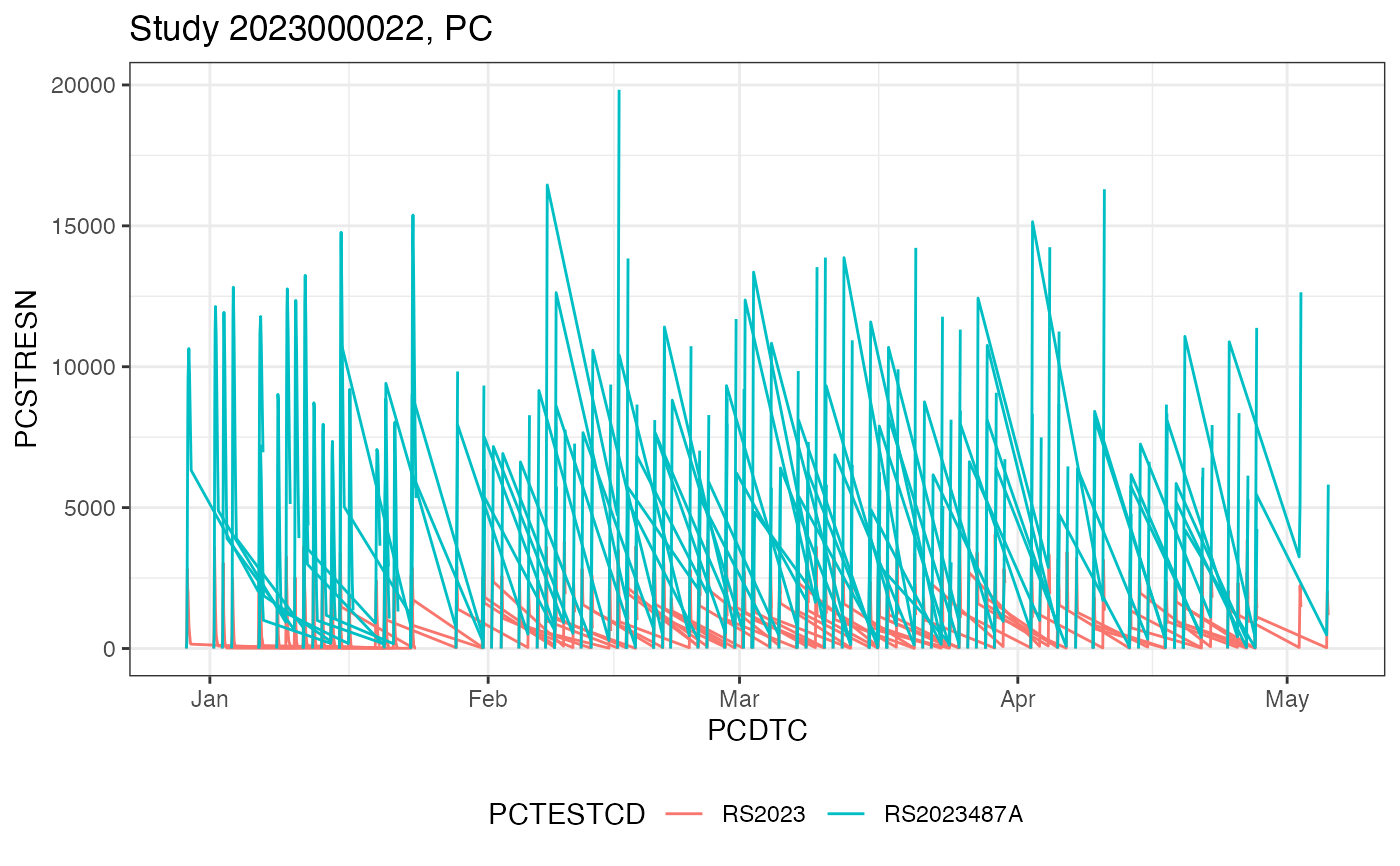 Study 2023000022, PC
20000
15000
10000
5000
0
PCSTRESN
Jan Feb Mar Apr May
PCDTC
PCTESTCD RS2023 RS2023487A